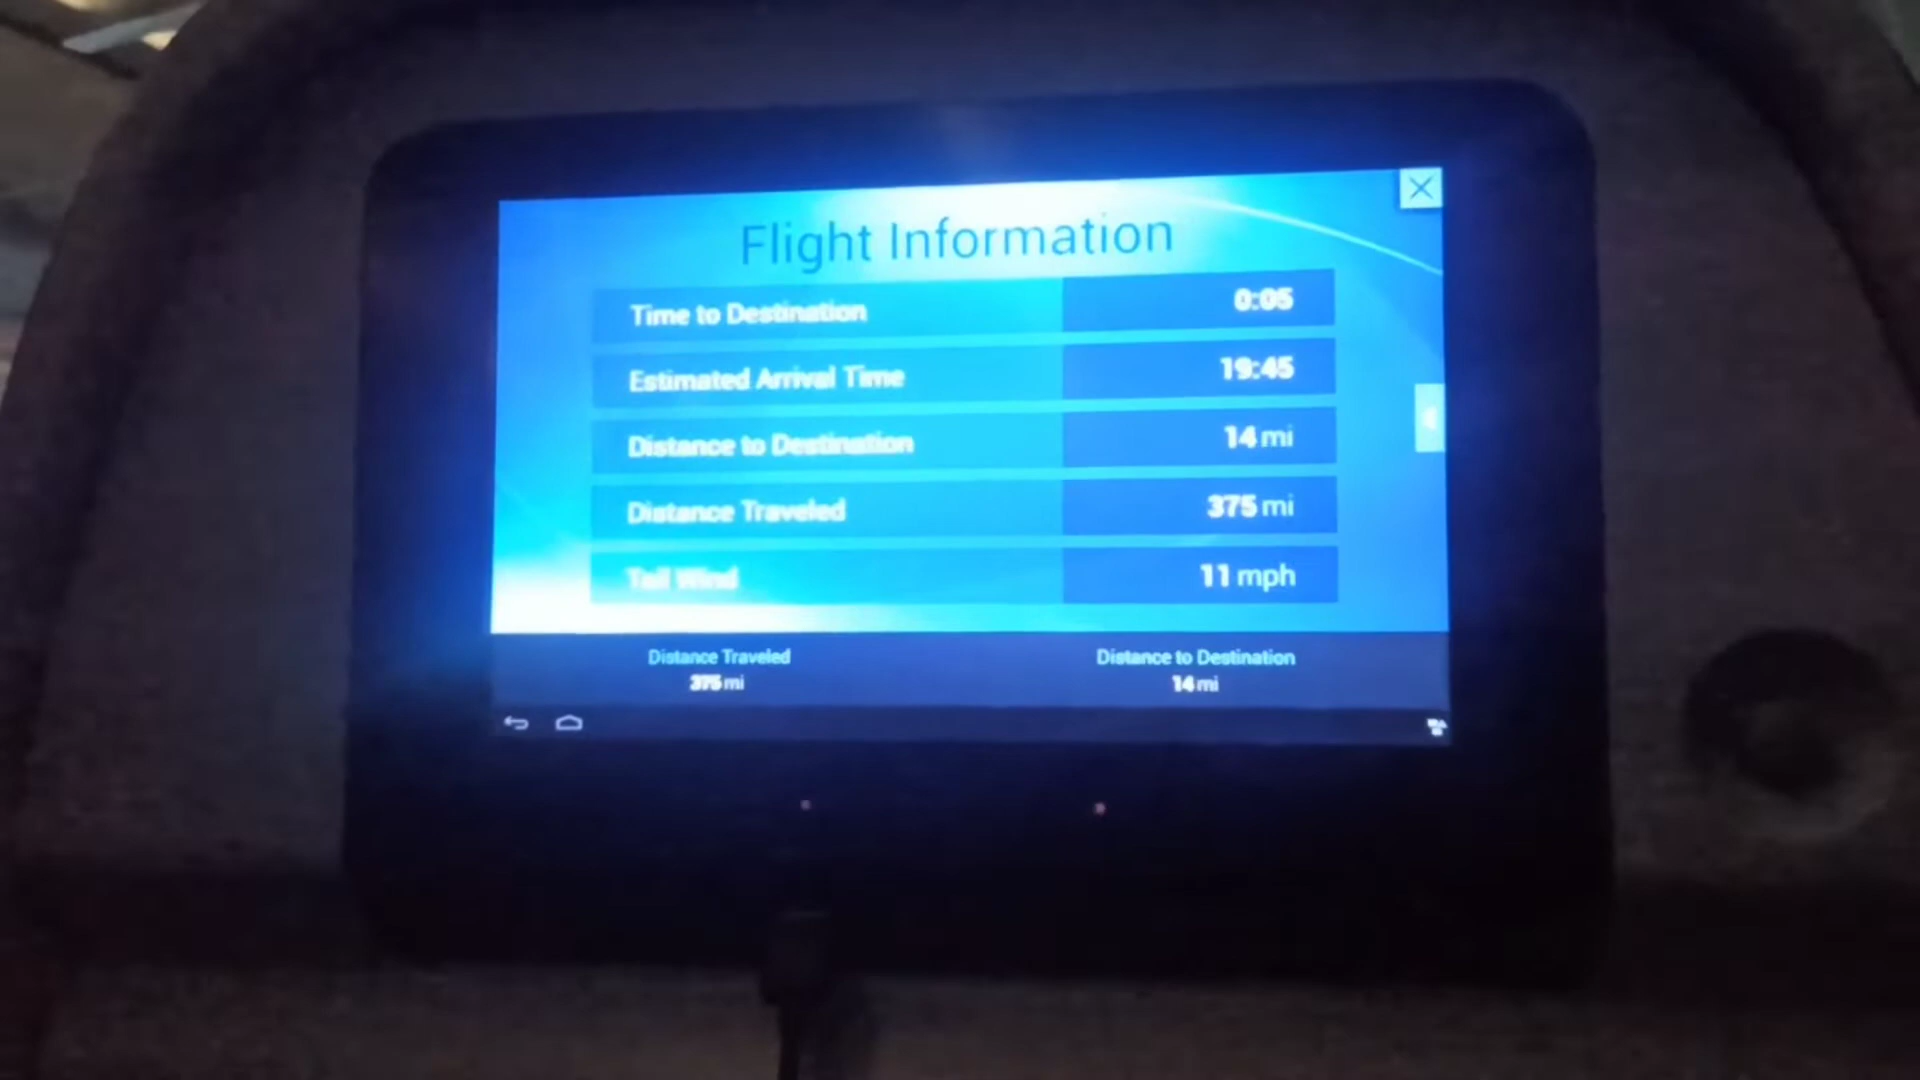 Flight Information
Time to Destination 0:05
Estimated Arrival Time 19:45
Distance to Destination 14 mi
Distance Traveled 375 mi
Tail Wind 11 mph
Distance Traveled Distance to Destination
375 mi 14 mi